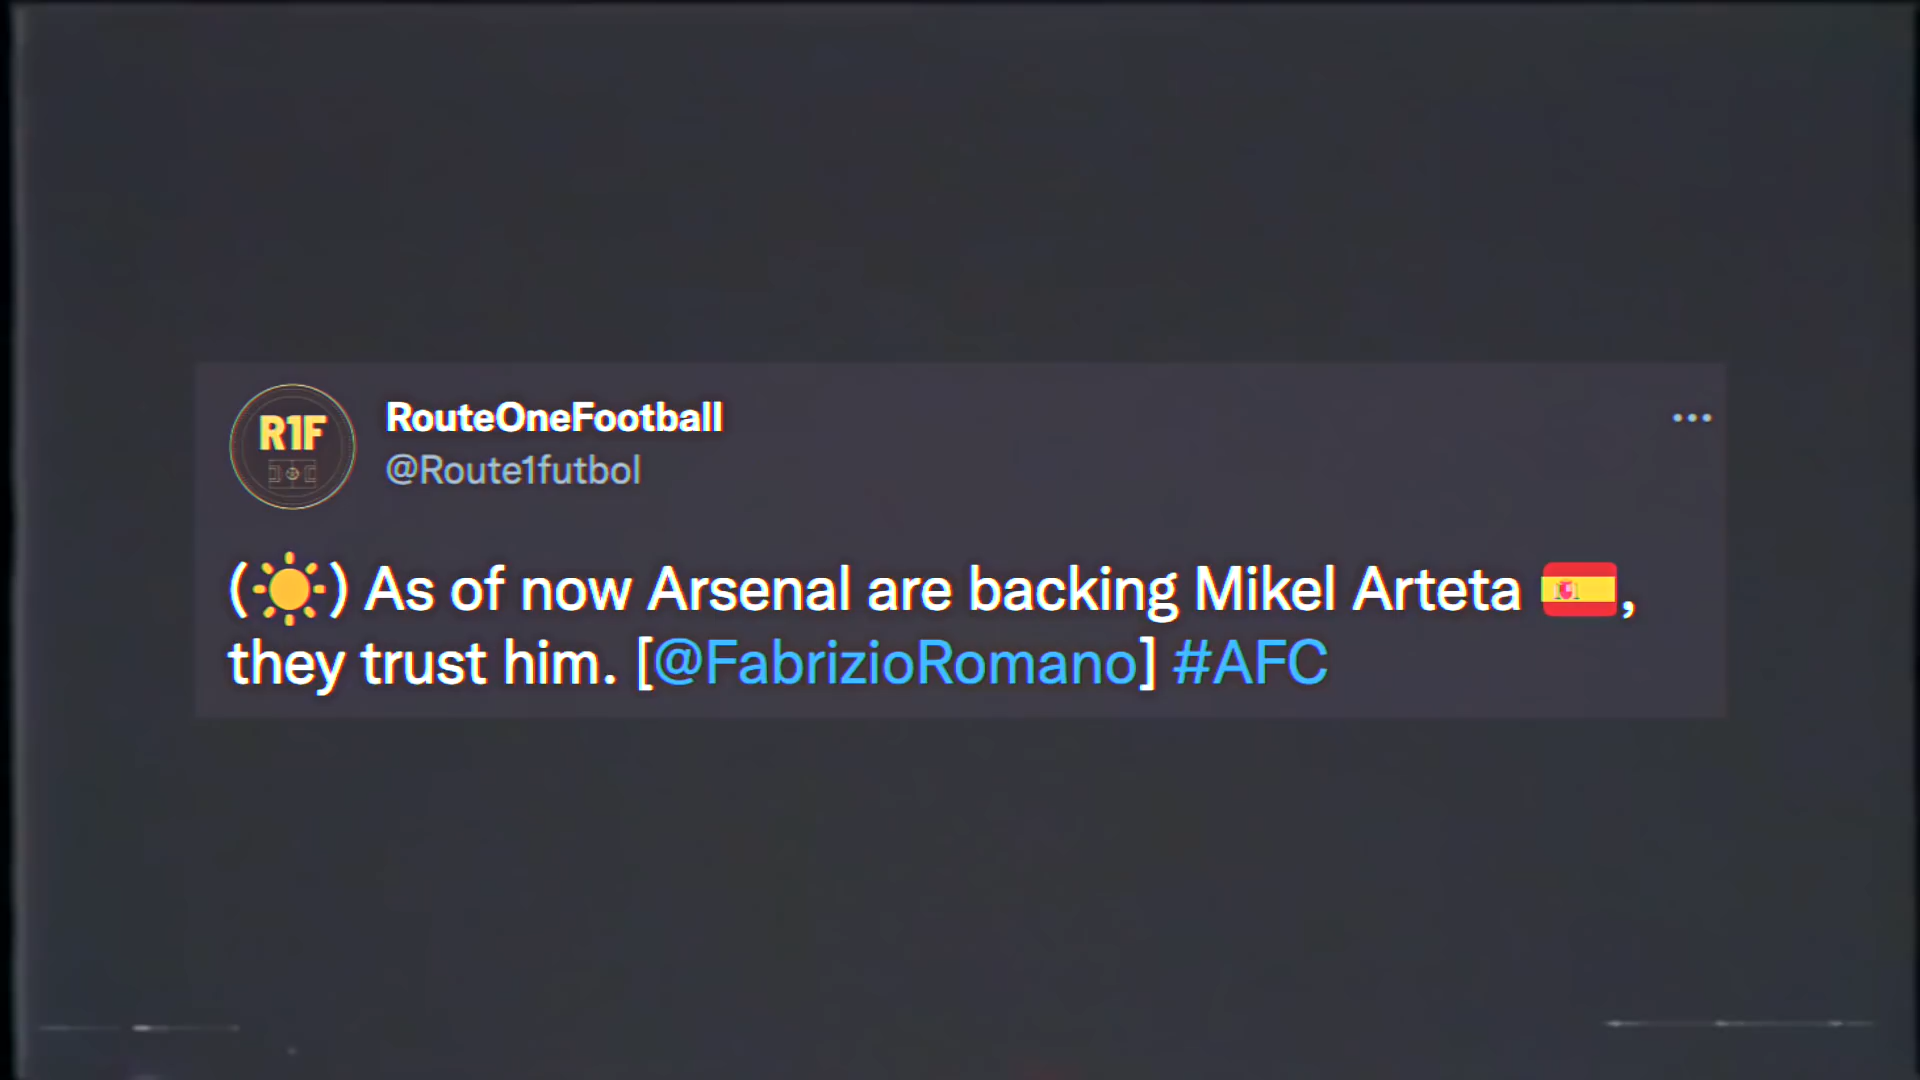 R1F
RouteOneFootball
@Route1futbol
(☀️) As of now Arsenal are backing Mikel Arteta 🇪🇸,
they trust him. [@FabrizioRomano] #AFC